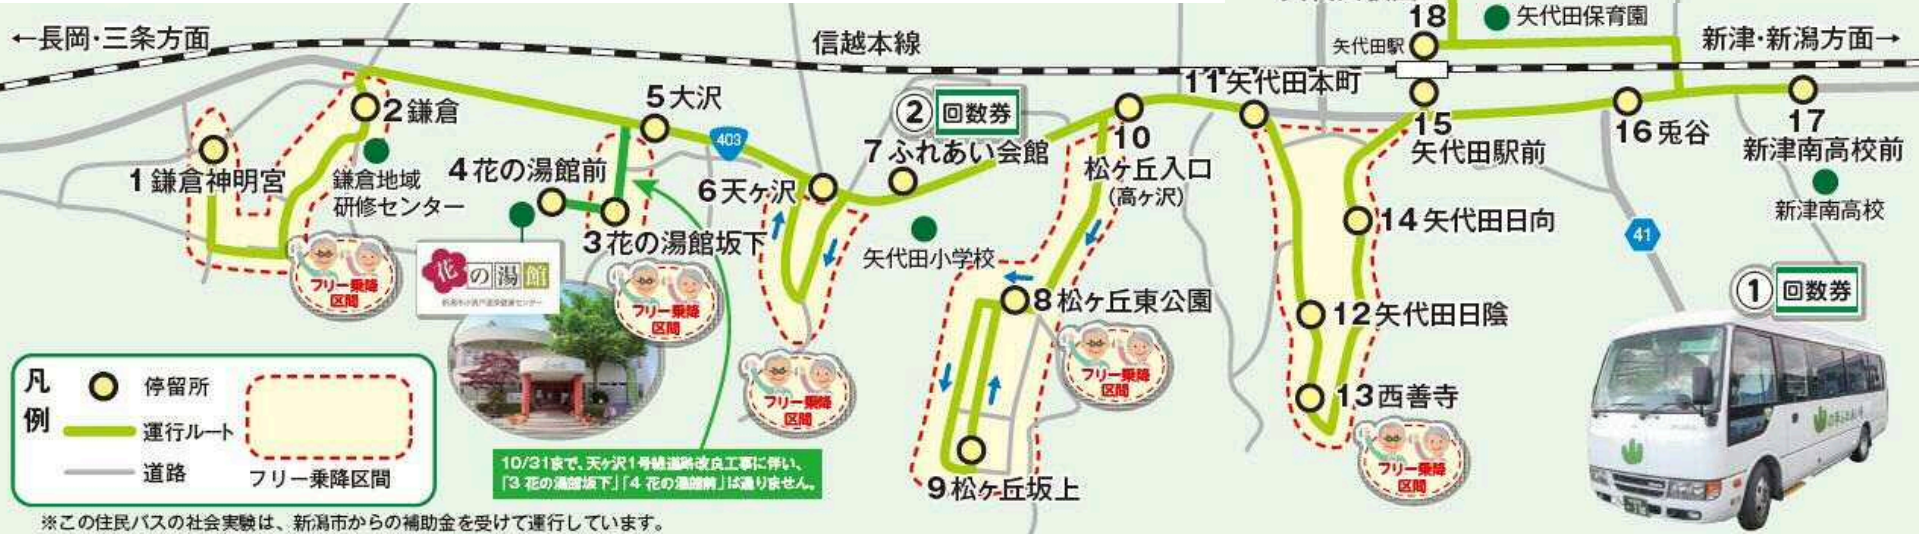 ←長岡・三条方面
信越本線
18
矢代田保育園
矢代田駅
新津・新潟方面→
2 鎌倉
5 大沢
② 回数券
11 矢代田本町
403
1 鎌倉神明宮
鎌倉地域
研修センター
4 花の湯館前
6 天ヶ沢
7 ふれあい会館
10
松ヶ丘入口
(高ヶ沢)
15
矢代田駅前
16 兎谷
17
新津南高校前
新津南高校
3 花の湯館坂下
矢代田小学校
14 矢代田日向
41
花の湯館
フリー乗降
区間
フリー乗降
区間
8 松ヶ丘東公園
12 矢代田日陰
① 回数券
フリー乗降
区間
フリー乗降
区間
13 西善寺
フリー乗降
区間
9 松ヶ丘坂上
凡例
停留所
運行ルート
道路
フリー乗降区間
10/31まで、天ヶ沢1号線道路改良工事に伴い、
「3 花の湯館坂下」「4 花の湯館前」は通りません。
※この住民バスの社会実験は、新潟市からの補助金を受けて運行しています。